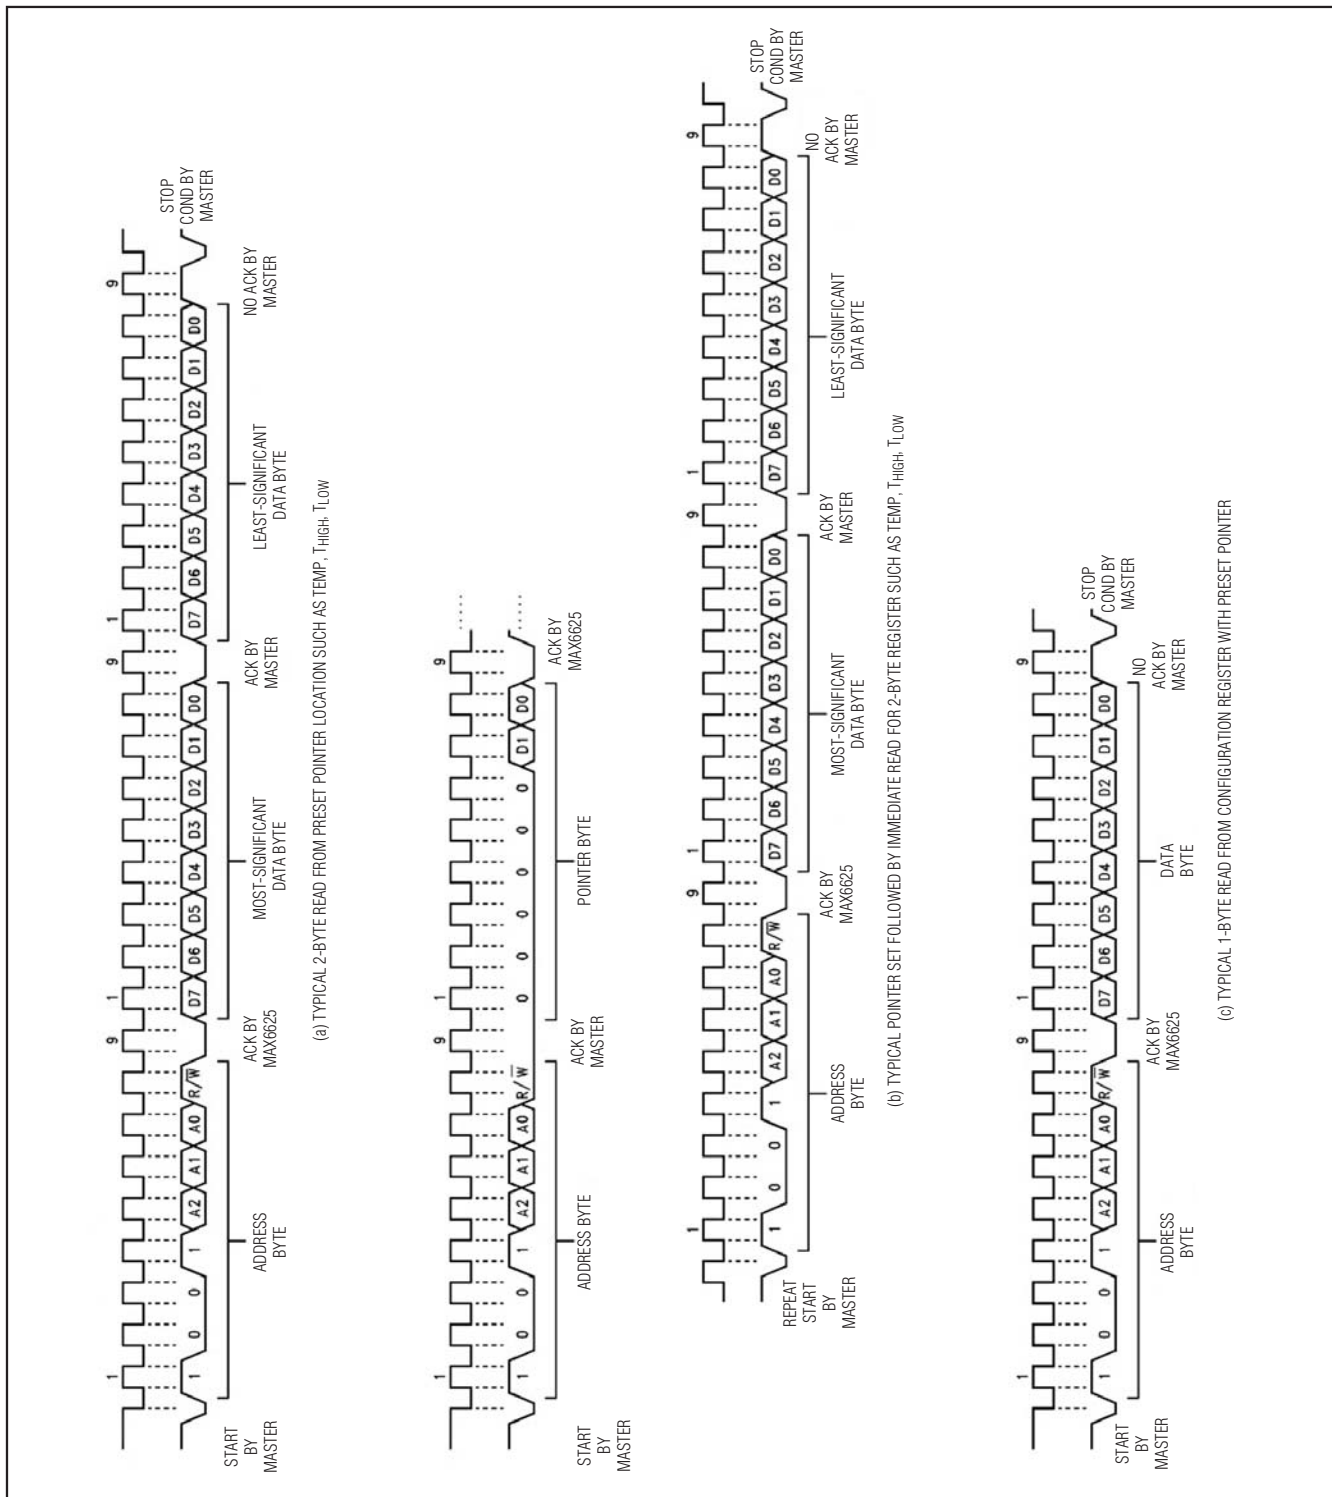 1 9 1 9 1 9
1 0 0 1 A2 A1 A0 R/W̅ D7 D6 D5 D4 D3 D2 D1 D0 D7 D6 D5 D4 D3 D2 D1 D0
START
BY
MASTER
ADDRESS
BYTE
ACK BY
MAX6625
MOST-SIGNIFICANT
DATA BYTE
ACK BY
MASTER
LEAST-SIGNIFICANT
DATA BYTE
NO ACK BY
MASTER
STOP
COND BY
MASTER
(a) TYPICAL 2-BYTE READ FROM PRESET POINTER LOCATION SUCH AS TEMP, THIGH, TLOW
1 9 1 9
1 0 0 1 A2 A1 A0 R/W̅ 0 0 0 0 0 0 D1 D0
START BY
MASTER
ADDRESS BYTE
ACK BY
MASTER
POINTER BYTE
ACK BY
MAX6625
1 9 1 9 1 9
1 0 0 1 A2 A1 A0 R/W̅ D7 D6 D5 D4 D3 D2 D1 D0 D7 D6 D5 D4 D3 D2 D1 D0
REPEAT
START
BY
MASTER
ADDRESS
BYTE
ACK BY
MAX6625
MOST-SIGNIFICANT
DATA BYTE
ACK BY
MASTER
LEAST-SIGNIFICANT
DATA BYTE
NO
ACK BY
MASTER
STOP
COND BY
MASTER
(b) TYPICAL POINTER SET FOLLOWED BY IMMEDIATE READ FOR 2-BYTE REGISTER SUCH AS TEMP, THIGH, TLOW
1 9 1 9
1 0 0 1 A2 A1 A0 R/W̅ D7 D6 D5 D4 D3 D2 D1 D0
START
BY
MASTER
ADDRESS
BYTE
ACK BY
MAX6625
DATA
BYTE
NO
ACK BY
MASTER
STOP
COND BY
MASTER
(c) TYPICAL 1-BYTE READ FROM CONFIGURATION REGISTER WITH PRESET POINTER